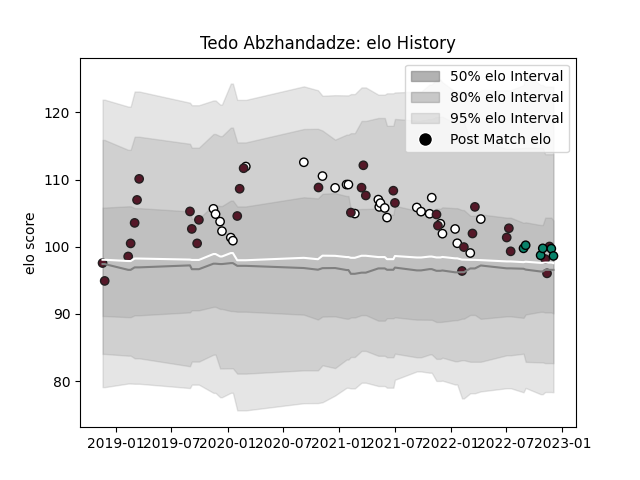 Tedo Abzhandadze: elo History
50% elo Interval
80% elo Interval
95% elo Interval
Post Match elo
elo score
120
110
100
90
80
2019-01 2019-07 2020-01 2020-07 2021-01 2021-07 2022-01 2022-07 2023-01